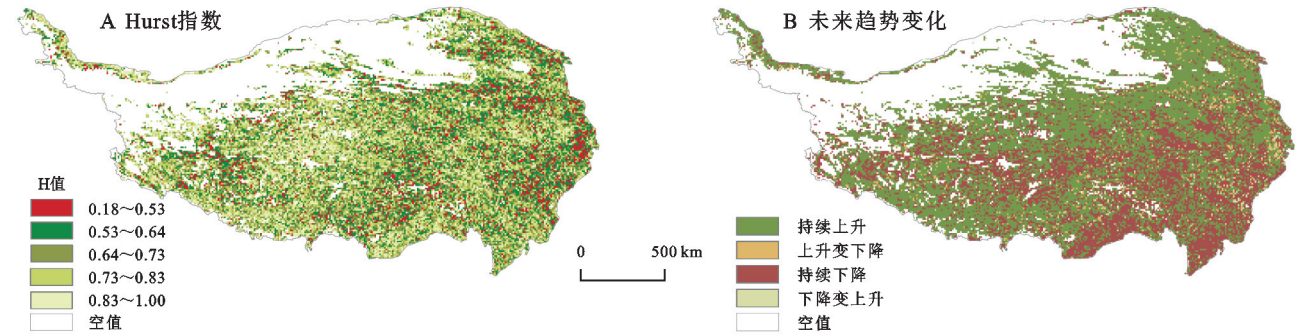 A Hurst指数
H值
0.18～0.53
0.53～0.64
0.64～0.73
0.73～0.83
0.83～1.00
空值
0 500 km
B 未来趋势变化
持续上升
上升变下降
持续下降
下降变上升
空值